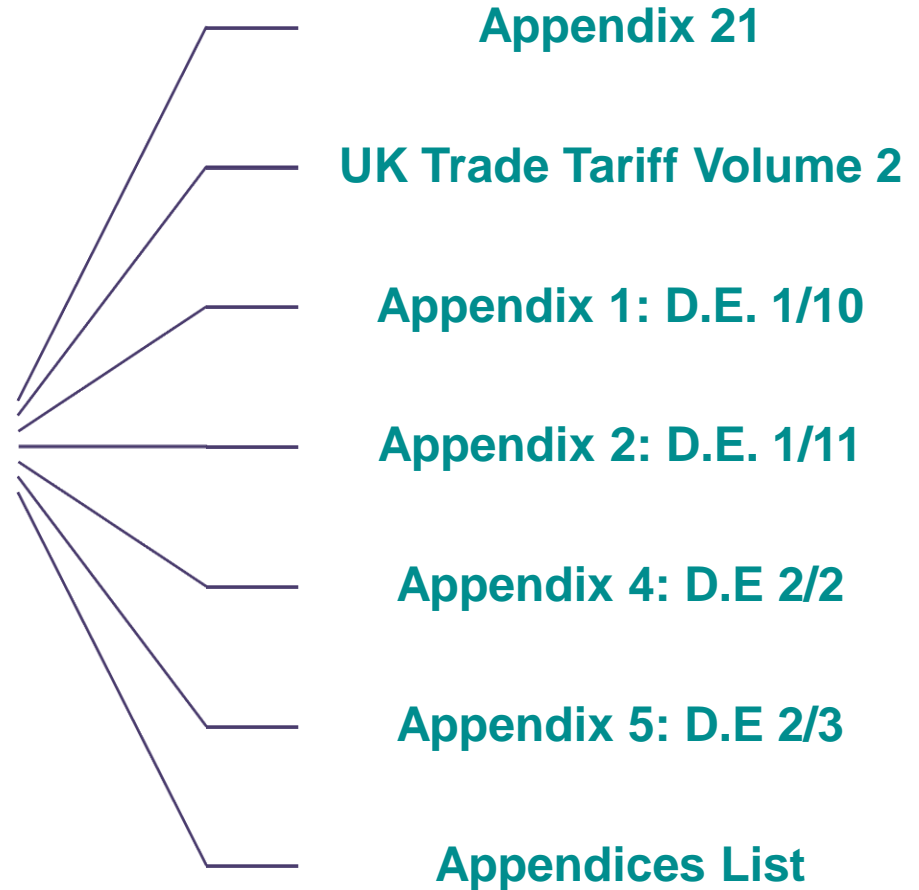 Appendix 21
UK Trade Tariff Volume 2
Appendix 1: D.E. 1/10
Appendix 2: D.E. 1/11
Appendix 4: D.E 2/2
Appendix 5: D.E 2/3
Appendices List